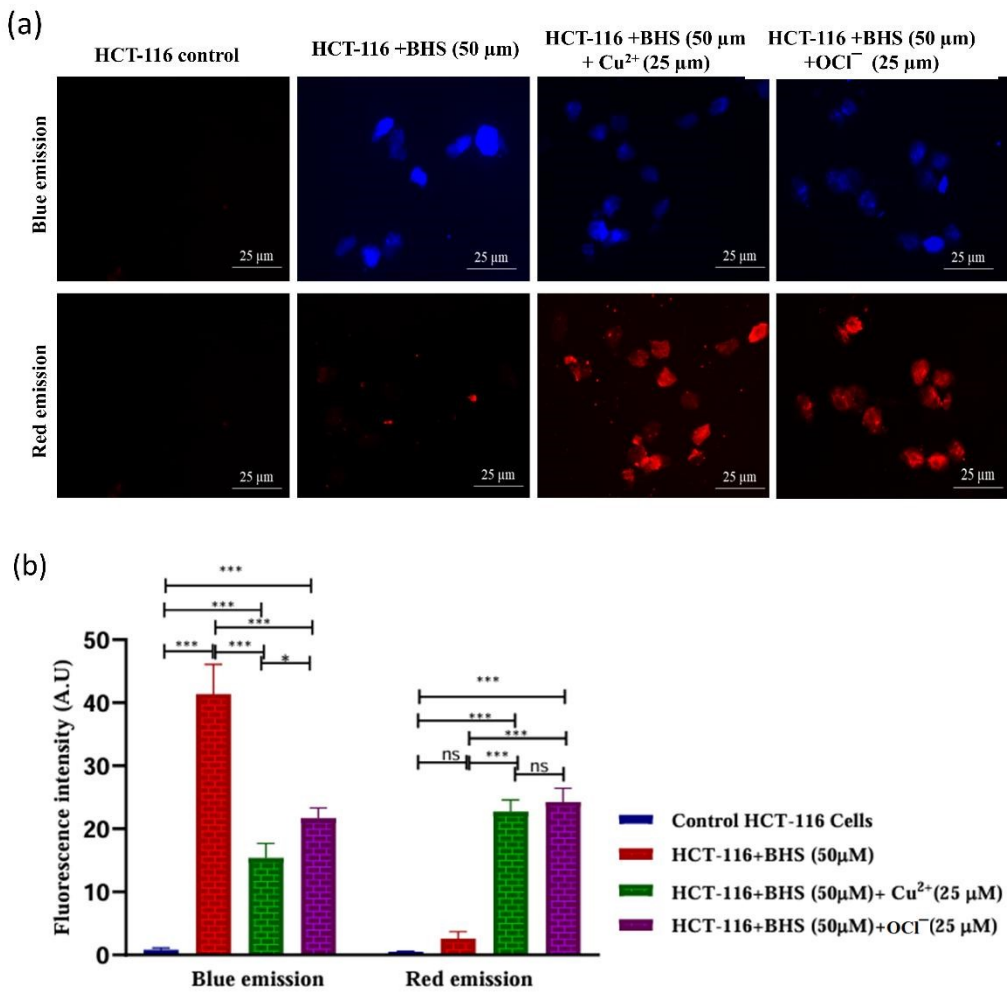 (a)
HCT-116 control
HCT-116 +BHS (50 μm)
HCT-116 +BHS (50 μm
+ Cu²⁺ (25 μm)
HCT-116 +BHS (50 μm)
+OCl⁻ (25 μm)
Blue emission
25 μm
25 μm
25 μm
25 μm
Red emission
25 μm
25 μm
25 μm
25 μm
(b)
Fluorescence intensity (A.U)
50
40
30
20
10
0
***
***
***
***
***
*
***
***
***
ns
***
ns
Blue emission
Red emission
Control HCT-116 Cells
HCT-116+BHS (50μM)
HCT-116+BHS (50μM)+ Cu²⁺(25 μM)
HCT-116+BHS (50μM)+OCl⁻(25 μM)